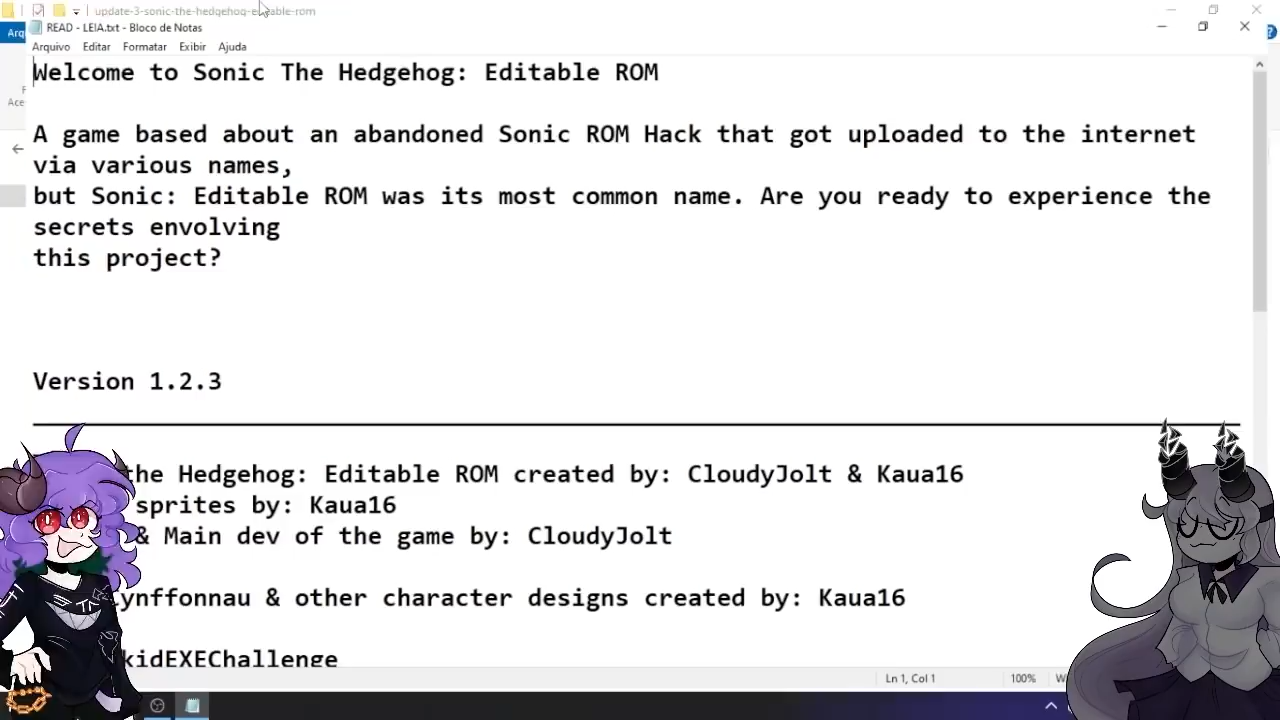 update-3-sonic-the-hedgehog-editable-rom
READ - LEIA.txt - Bloco de Notas
Arquivo Editar Formatar Exibir Ajuda
Welcome to Sonic The Hedgehog: Editable ROM
A game based about an abandoned Sonic ROM Hack that got uploaded to the internet
via various names,
but Sonic: Editable ROM was its most common name. Are you ready to experience the
secrets envolving
this project?
Version 1.2.3
the Hedgehog: Editable ROM created by: CloudyJolt & Kaua16
sprites by: Kaua16
& Main dev of the game by: CloudyJolt
lynffonnau & other character designs created by: Kaua16
kidEXEChallenge
Ln 1, Col 1
100%